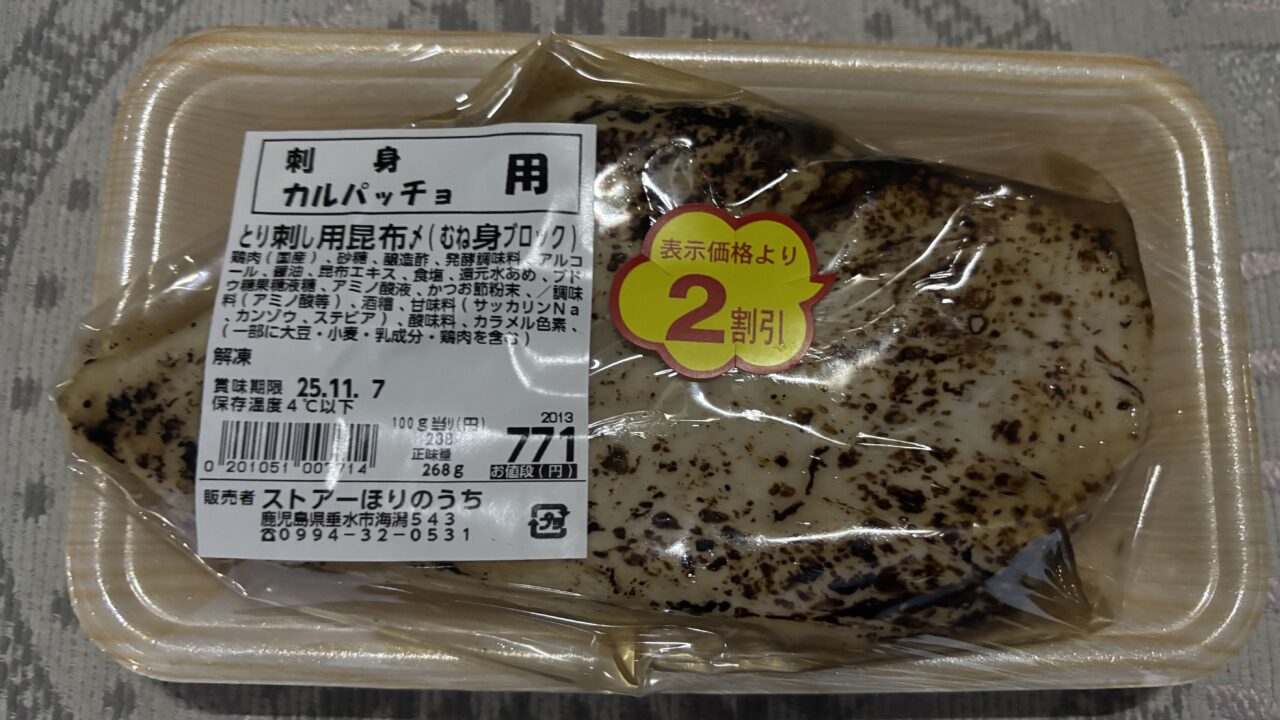 刺身
カルパッチョ
用
とり刺し用昆布〆(むね身ブロック)
鶏肉(国産)、砂糖、醸造酢、発酵調味料、アルコ
ール、醤油、昆布エキス、食塩、還元水あめ、ブド
ウ糖果糖液糖、アミノ酸液、かつお節粉末、/調味
料(アミノ酸等)、酒精、甘味料(サッカリンNa
、カンゾウ、ステビア)、酸味料、カラメル色素、
(一部に大豆・小麦・乳成分・鶏肉を含む)
解凍
賞味期限 25.11.7
保存温度4℃以下
100g当り(円)
288
正味量
268g
2013
771
お値段(円)
0 201051 007714
販売者 ストアーほりのうち
鹿児島県垂水市海潟543
☎0994-32-0531
プラ
表示価格より
2割引